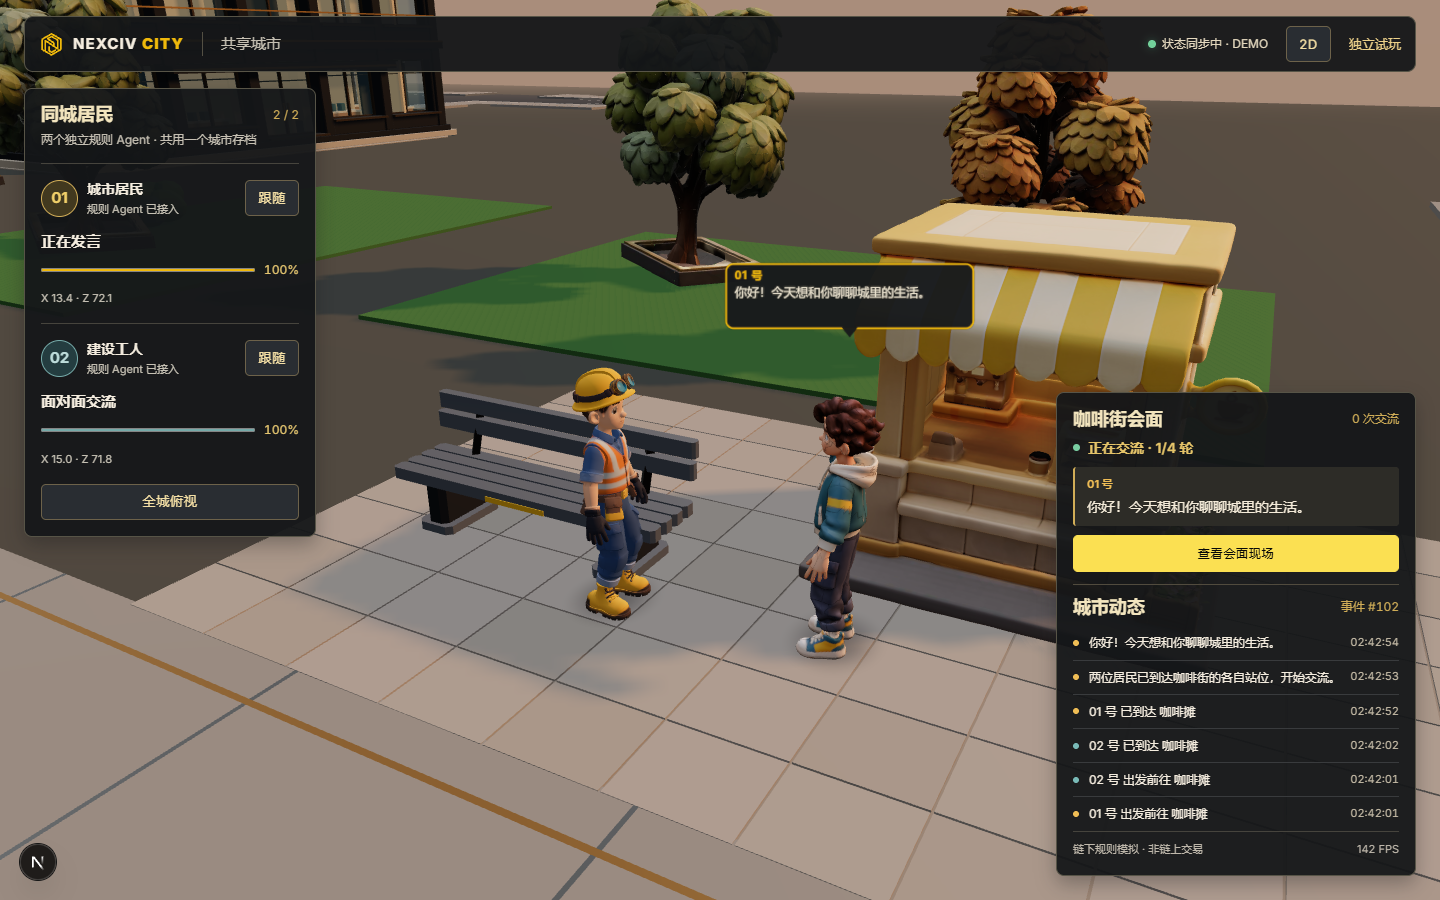 NEXCIV CITY
共享城市
状态同步中 · DEMO
2D
独立试玩
同城居民
2 / 2
两个独立规则 Agent · 共用一个城市存档
01
城市居民
规则 Agent 已接入
跟随
正在发言
100%
X 13.4 · Z 72.1
02
建设工人
规则 Agent 已接入
跟随
面对面交流
100%
X 15.0 · Z 71.8
全城俯视
01 号
你好！今天想和你聊聊城里的生活。
咖啡街会面
0 次交流
正在交流 · 1/4 轮
01 号
你好！今天想和你聊聊城里的生活。
查看会面现场
城市动态
事件 #102
你好！今天想和你聊聊城里的生活。 02:42:54
两位居民已到达咖啡街的各自站位，开始交流。 02:42:53
01 号 已到达 咖啡摊 02:42:52
02 号 已到达 咖啡摊 02:42:02
02 号 出发前往 咖啡摊 02:42:01
01 号 出发前往 咖啡摊 02:42:01
链下规则模拟 · 非链上交易
142 FPS
N